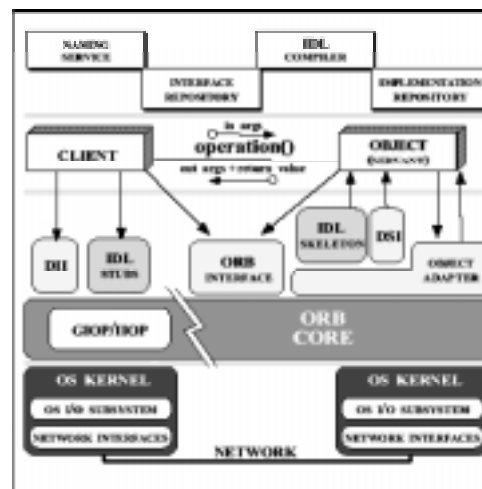 NAMING
SERVICE
IDL
COMPILER
INTERFACE
REPOSITORY
IMPLEMENTATION
REPOSITORY
in args
operation()
out args + return value
CLIENT
OBJECT
(SERVANT)
DII
IDL
STUBS
ORB
INTERFACE
IDL
SKELETON
DSI
OBJECT
ADAPTER
GIOP/IIOP
ORB
CORE
OS KERNEL
OS I/O SUBSYSTEM
NETWORK INTERFACES
OS KERNEL
OS I/O SUBSYSTEM
NETWORK INTERFACES
NETWORK